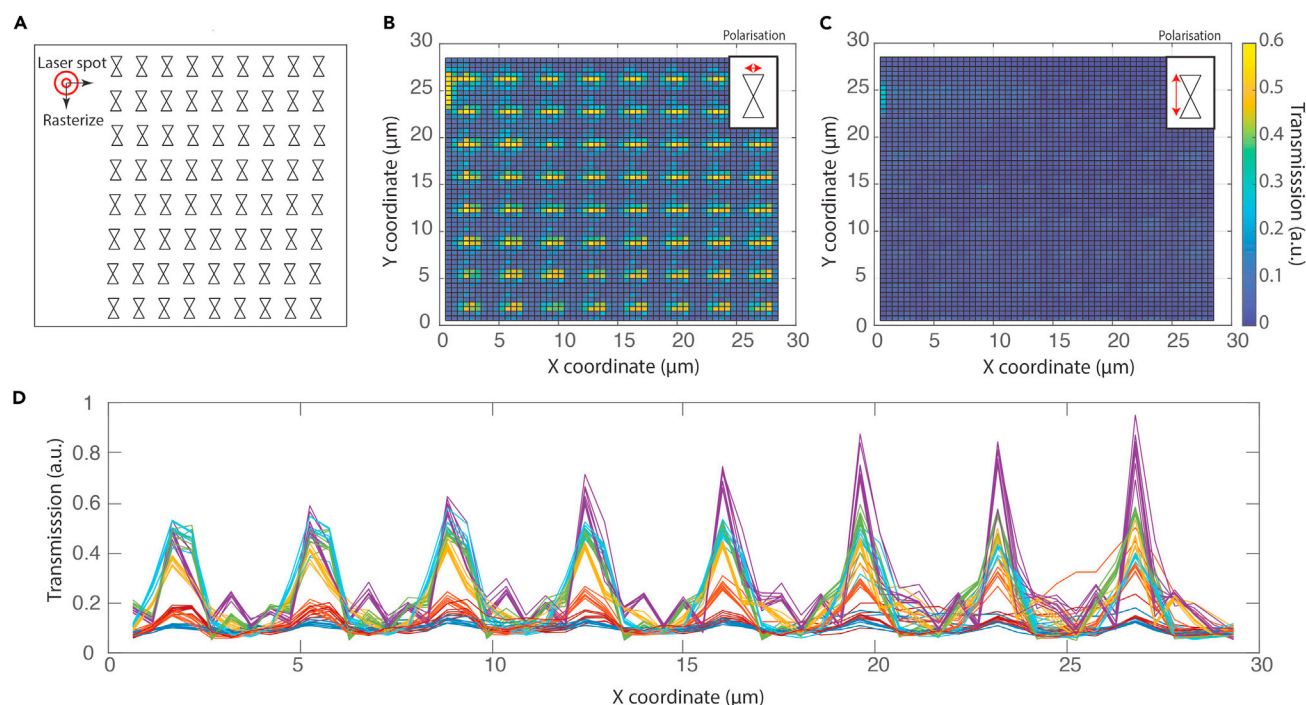 A
Laser spot
Rasterize
B
Polarisation
30
25
20
15
10
5
0
Y coordinate (µm)
0 5 10 15 20 25 30
X coordinate (µm)
C
Polarisation
30
25
20
15
10
5
0
Y coordinate (µm)
0 5 10 15 20 25 30
X coordinate (µm)
0.6
0.5
0.4
0.3
0.2
0.1
0
Transmisssion (a.u.)
D
1
0.8
0.6
0.4
0.2
0
Transmisssion (a.u.)
0 5 10 15 20 25 30
X coordinate (µm)